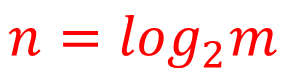 n = log₂m